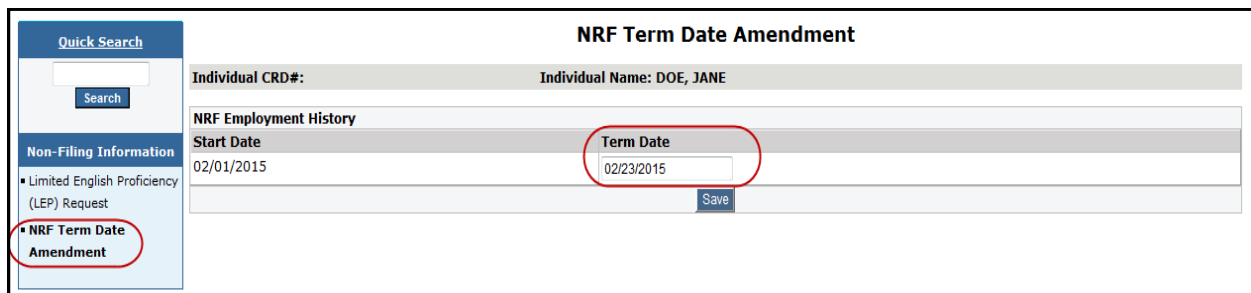 Quick Search
Search
Non-Filing Information
▪ Limited English Proficiency
(LEP) Request
▪ NRF Term Date
Amendment
NRF Term Date Amendment
Individual CRD#: Individual Name: DOE, JANE
NRF Employment History
Start Date Term Date
02/01/2015 02/23/2015
Save